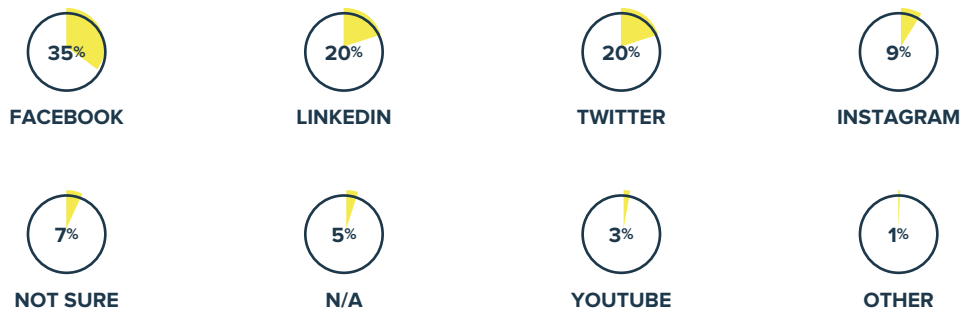 35% 20% 20% 9%
FACEBOOK LINKEDIN TWITTER INSTAGRAM
7% 5% 3% 1%
NOT SURE N/A YOUTUBE OTHER